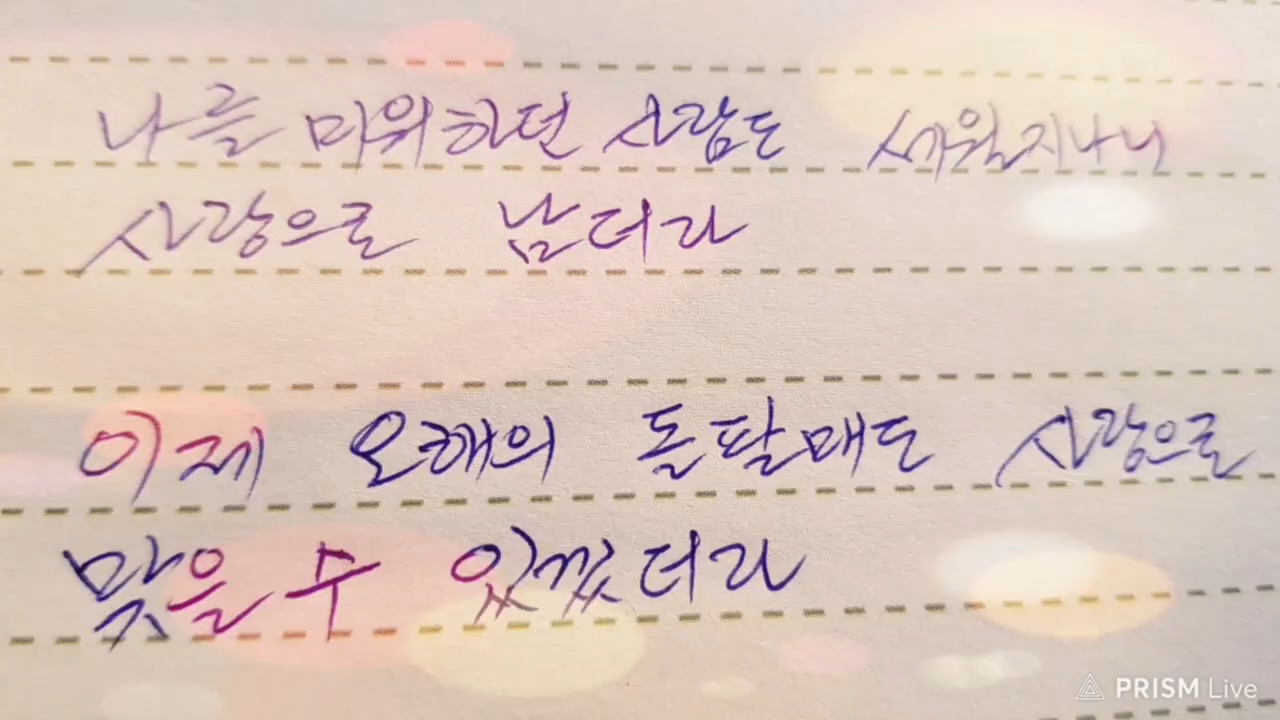 나를 미워하던 사람도 세월지나니
사랑으로 남더라
이제 오해의 돌팔매도 사랑으로
맞을 수 있겠더라
PRISM Live